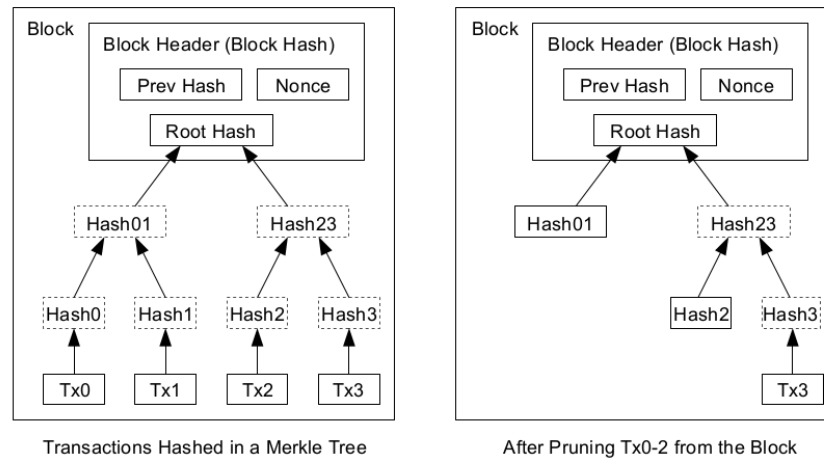 Block
Block Header (Block Hash)
Prev Hash
Nonce
Root Hash
Hash01
Hash23
Hash0
Hash1
Hash2
Hash3
Tx0
Tx1
Tx2
Tx3
Transactions Hashed in a Merkle Tree
Block
Block Header (Block Hash)
Prev Hash
Nonce
Root Hash
Hash01
Hash23
Hash2
Hash3
Tx3
After Pruning Tx0-2 from the Block